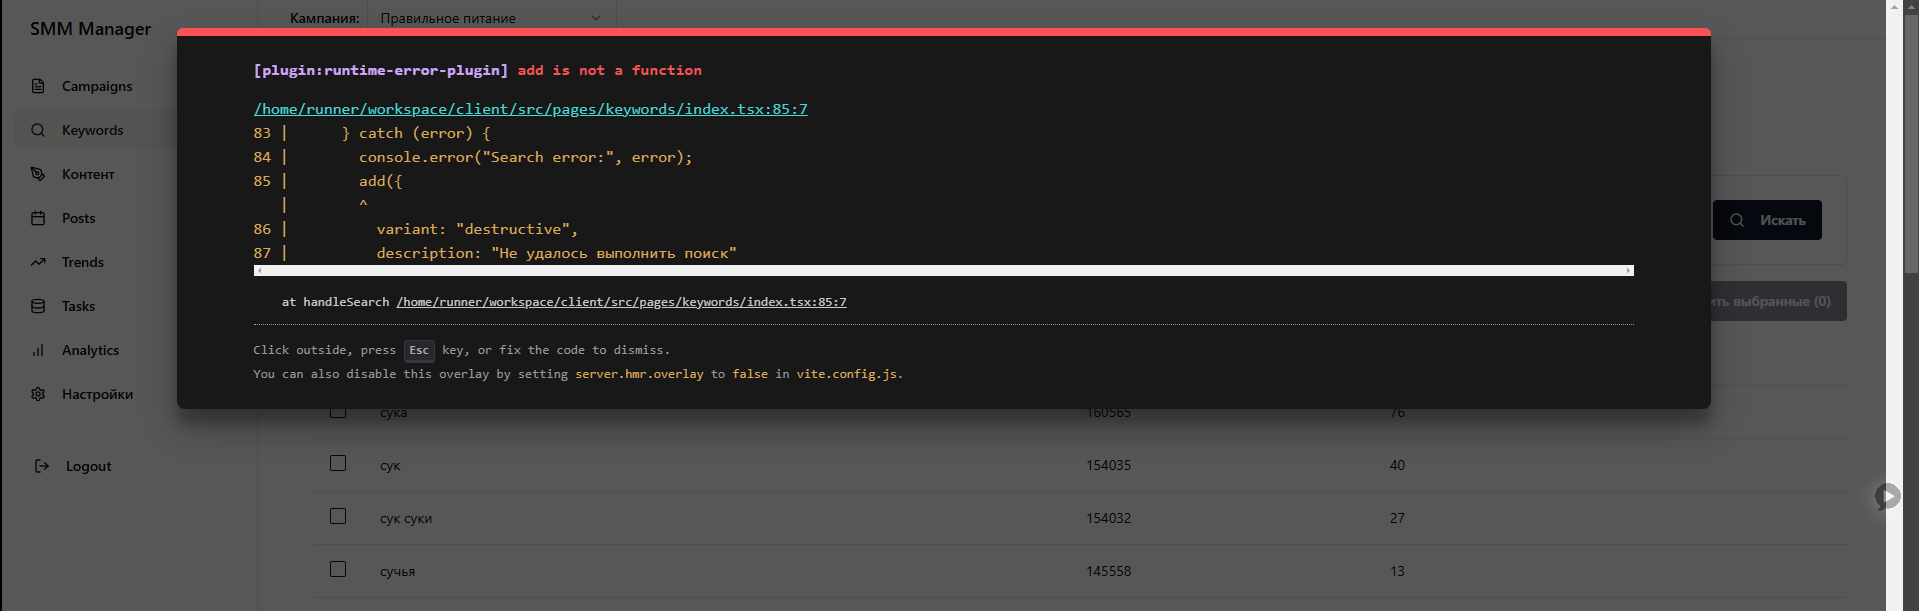 SMM Manager
Кампания: Правильное питание
[plugin:runtime-error-plugin] add is not a function
/home/runner/workspace/client/src/pages/keywords/index.tsx:85:7
83 |      } catch (error) {
84 |        console.error("Search error:", error);
85 |        add({
   |        ^
86 |          variant: "destructive",
87 |          description: "Не удалось выполнить поиск"
at handleSearch /home/runner/workspace/client/src/pages/keywords/index.tsx:85:7
Click outside, press Esc key, or fix the code to dismiss.
You can also disable this overlay by setting server.hmr.overlay to false in vite.config.js.
Campaigns
Keywords
Контент
Posts
Trends
Tasks
Analytics
Настройки
Logout
Искать
выбранные (0)
сука 160565 76
сук 154035 40
сук суки 154032 27
сучья 145558 13